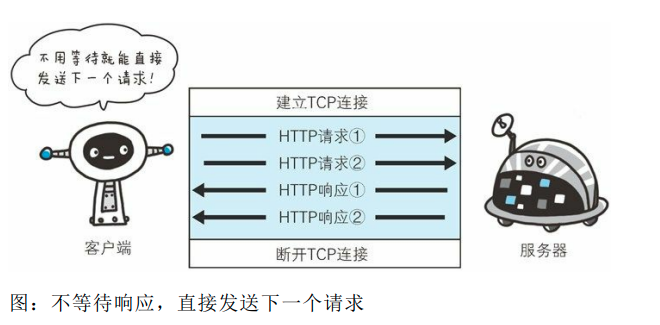 不用等待就能直接
发送下一个请求!
建立TCP连接
HTTP请求①
HTTP请求②
HTTP响应①
HTTP响应②
断开TCP连接
客户端
服务器
图：不等待响应，直接发送下一个请求